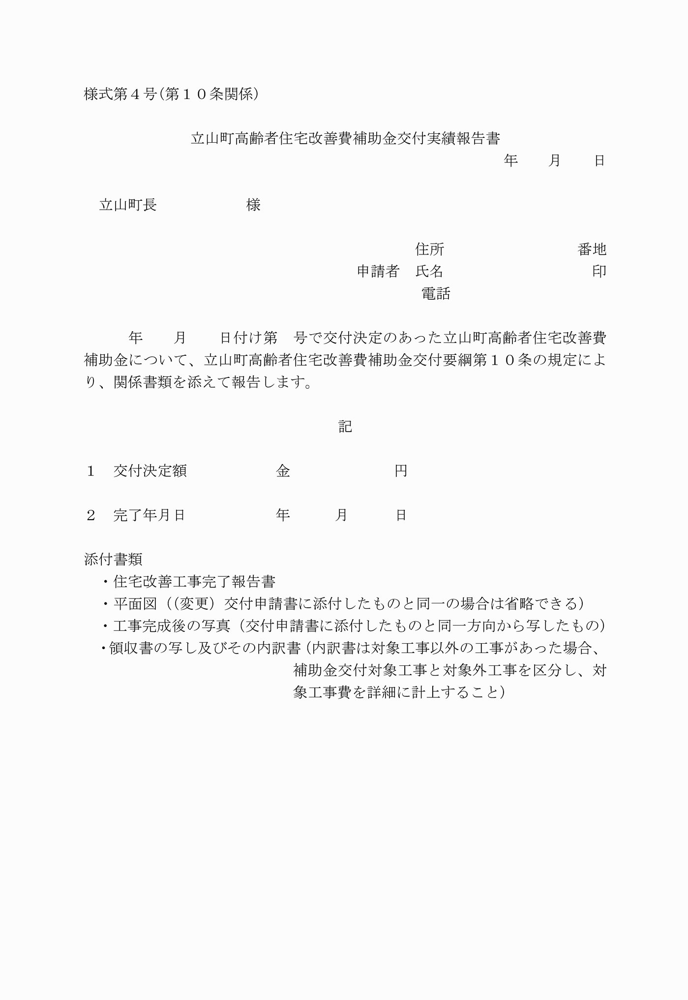 様式第４号（第１０条関係）
立山町高齢者住宅改善費補助金交付実績報告書
年　　月　　日
立山町長　　　　　　様
住所　　　　　　　　　番地
申請者　氏名　　　　　　　　　　印
電話
年　　月　　日付け第　号で交付決定のあった立山町高齢者住宅改善費
補助金について、立山町高齢者住宅改善費補助金交付要綱第１０条の規定によ
り、関係書類を添えて報告します。
記
１　交付決定額　　　　　　金　　　　　　　円
２　完了年月日　　　　　　年　　　月　　　日
添付書類
・住宅改善工事完了報告書
・平面図（（変更）交付申請書に添付したものと同一の場合は省略できる）
・工事完成後の写真（交付申請書に添付したものと同一方向から写したもの）
・領収書の写し及びその内訳書（内訳書は対象工事以外の工事があった場合、
補助金交付対象工事と対象外工事を区分し、対
象工事費を詳細に計上すること）